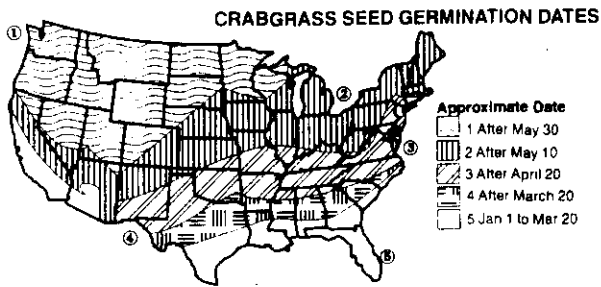 CRABGRASS SEED GERMINATION DATES
①
②
③
④
⑤
Approximate Date
1 After May 30
2 After May 10
3 After April 20
4 After March 20
5 Jan 1 to Mar 20